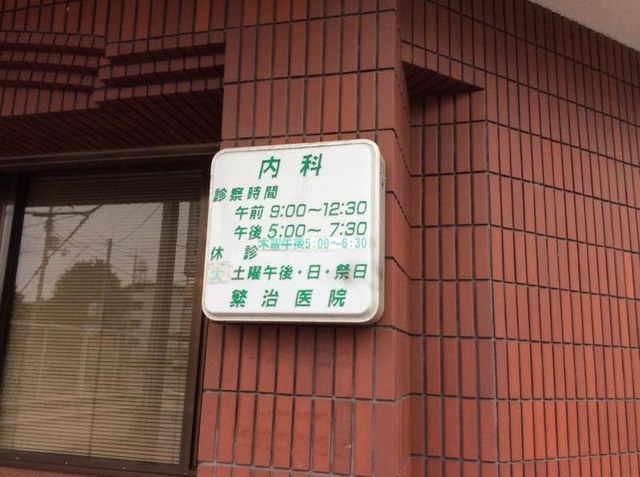 内科
診察時間
午前 9:00〜12:30
午後 5:00〜 7:30
木曜午後5:00〜6:30
休診
火 土曜午後・日・祭日
繁治医院